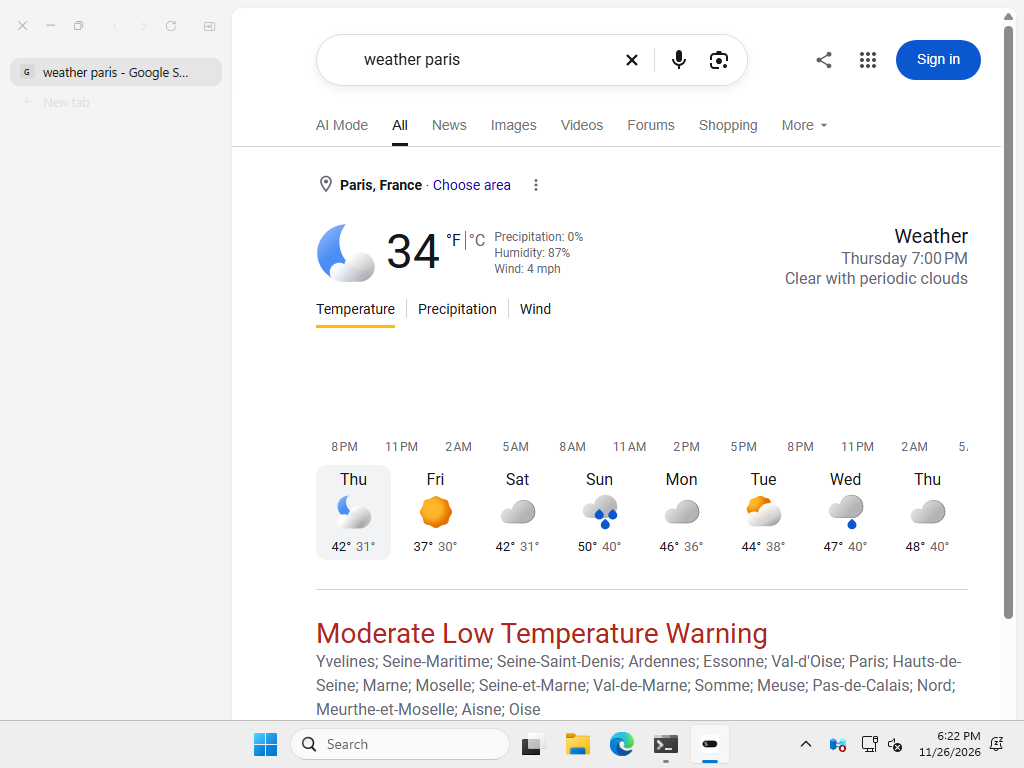 G weather paris - Google S...
+ New tab
weather paris
Sign in
AI Mode All News Images Videos Forums Shopping More
Paris, France · Choose area
34 °F | °C
Precipitation: 0%
Humidity: 87%
Wind: 4 mph
Weather
Thursday 7:00 PM
Clear with periodic clouds
Temperature Precipitation Wind
8 PM 11 PM 2 AM 5 AM 8 AM 11 AM 2 PM 5 PM 8 PM 11 PM 2 AM 5
Thu Fri Sat Sun Mon Tue Wed Thu
42° 31° 37° 30° 42° 31° 50° 40° 46° 36° 44° 38° 47° 40° 48° 40°
Moderate Low Temperature Warning
Yvelines; Seine-Maritime; Seine-Saint-Denis; Ardennes; Essonne; Val-d'Oise; Paris; Hauts-de-
Seine; Marne; Moselle; Seine-et-Marne; Val-de-Marne; Somme; Meuse; Pas-de-Calais; Nord;
Meurthe-et-Moselle; Aisne; Oise
Search
6:22 PM
11/26/2026